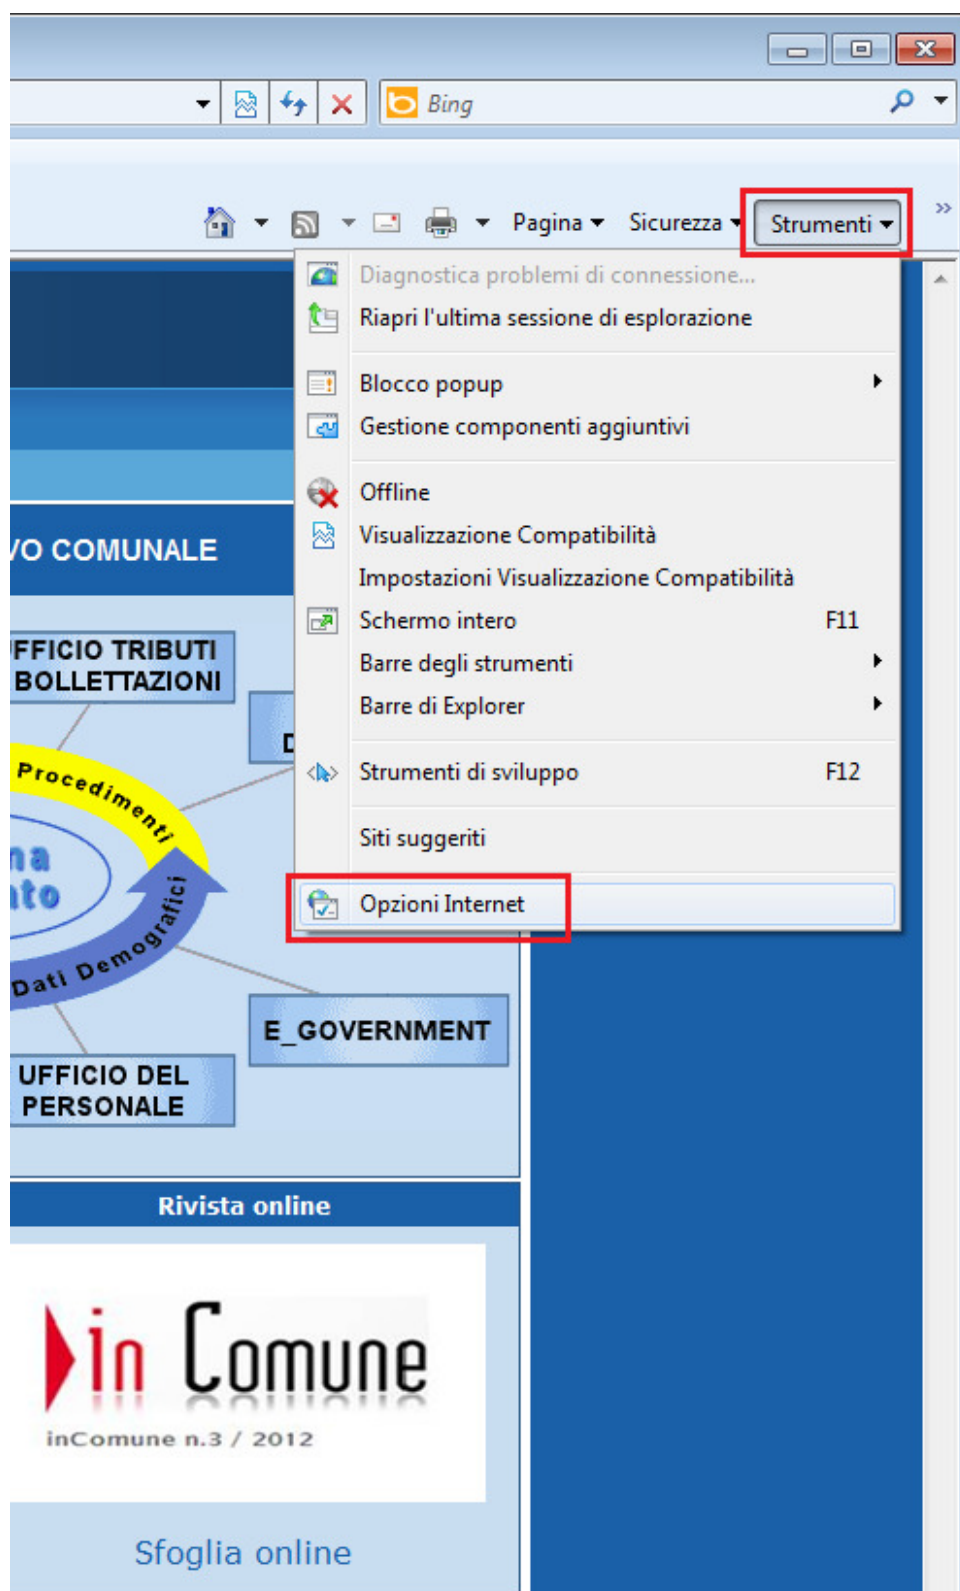 Bing
Pagina
Sicurezza
Strumenti
»
Diagnostica problemi di connessione...
Riapri l'ultima sessione di esplorazione
Blocco popup
Gestione componenti aggiuntivi
Offline
Visualizzazione Compatibilità
Impostazioni Visualizzazione Compatibilità
Schermo intero F11
Barre degli strumenti
Barre di Explorer
Strumenti di sviluppo F12
Siti suggeriti
Opzioni Internet
VO COMUNALE
FFICIO TRIBUTI
BOLLETTAZIONI
D
Procedimenti
na
ato
Dati Demografici
E_GOVERNMENT
UFFICIO DEL
PERSONALE
Rivista online
in Comune
inComune n.3 / 2012
Sfoglia online